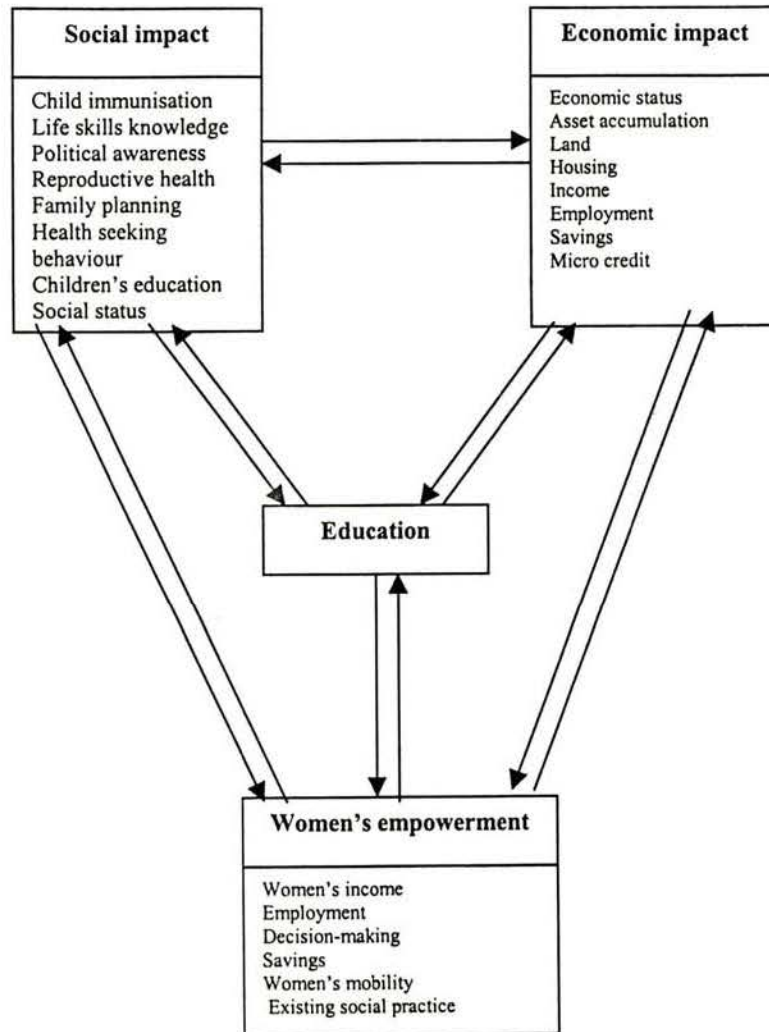 Social impact
Child immunisation
Life skills knowledge
Political awareness
Reproductive health
Family planning
Health seeking
behaviour
Children's education
Social status
Economic impact
Economic status
Asset accumulation
Land
Housing
Income
Employment
Savings
Micro credit
Education
Women's empowerment
Women's income
Employment
Decision-making
Savings
Women's mobility
Existing social practice